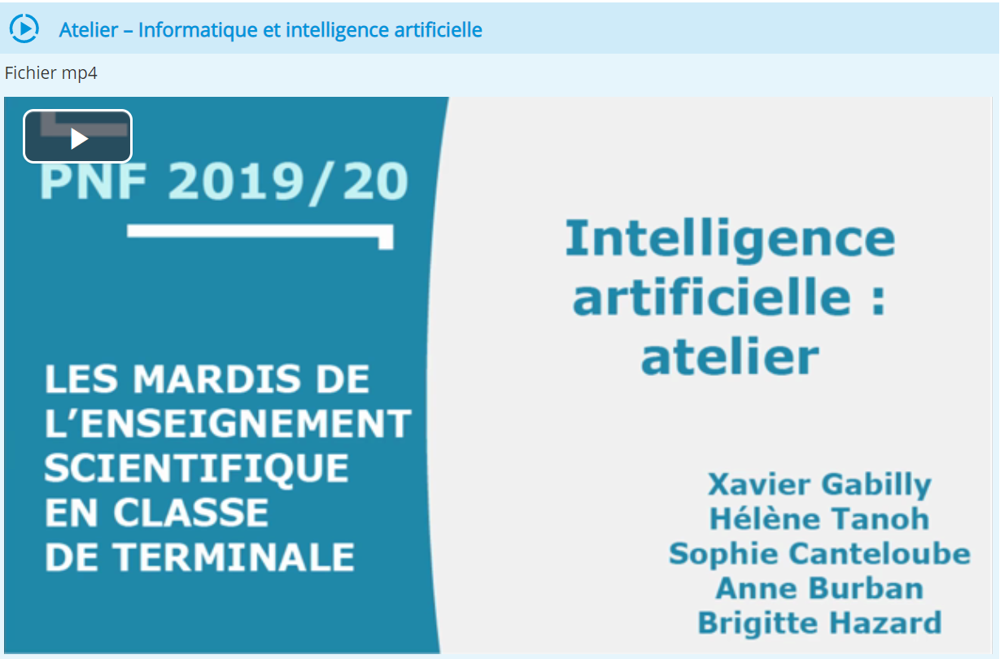 Atelier – Informatique et intelligence artificielle
Fichier mp4
PNF 2019/20
LES MARDIS DE
L’ENSEIGNEMENT
SCIENTIFIQUE
EN CLASSE
DE TERMINALE
Intelligence
artificielle :
atelier
Xavier Gabilly
Hélène Tanoh
Sophie Canteloube
Anne Burban
Brigitte Hazard